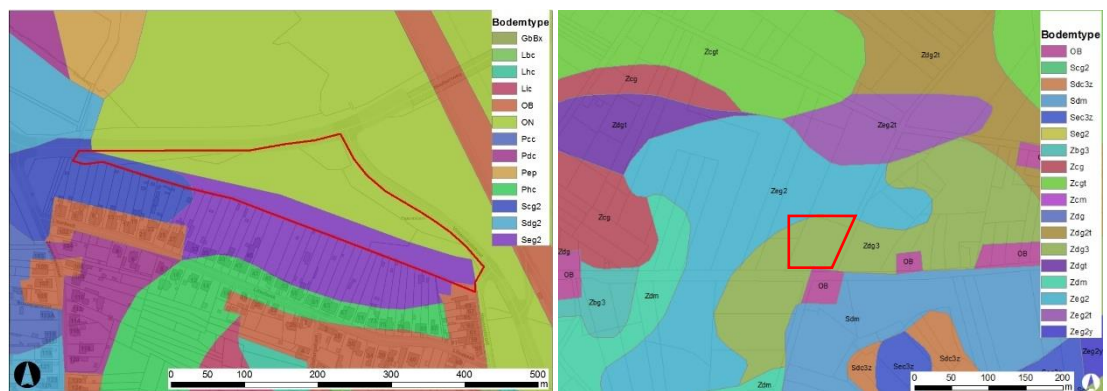 Bodemtype
GbBx
Lbc
Lhc
Lic
OB
ON
Pcc
Pdc
Pep
Phc
Scg2
Sdg2
Seg2
0 50 100 200 300 400 500
m
Bodemtype
OB
Scg2
Sdc3z
Sdm
Sec3z
Seg2
Zbg3
Zcg
Zcgt
Zcm
Zdg
Zdg2t
Zdg3
Zdgt
Zdm
Zeg2
Zeg2t
Zeg2y
Zcgt
Zdg2t
Zcg
Zdgt
Zeg2t
Zeg2
Zcg
Zdg3
Zdg
OB
OB
OB
OB
Zbg3
Zdm
Sdm
Sdc3z
Sec3z
Sdc3z
Zeg2y
Zdm
0 50 100 150 200
m